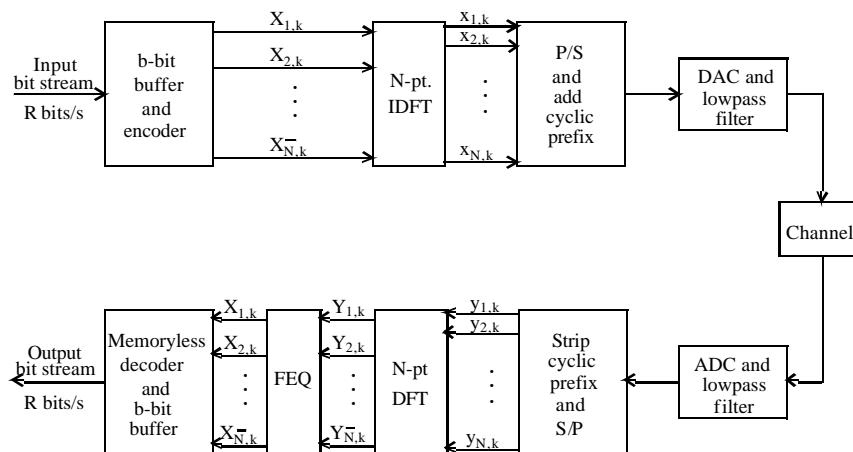 Input
bit stream
R bits/s
b-bit
buffer
and
encoder
X1,k
X2,k
XN̅,k
N-pt.
IDFT
x1,k
x2,k
xN,k
P/S
and
add
cyclic
prefix
DAC and
lowpass
filter
Channel
Output
bit stream
R bits/s
Memoryless
decoder
and
b-bit
buffer
X1,k
X2,k
XN̅,k
FEQ
Y1,k
Y2,k
YN̅,k
N-pt
DFT
y1,k
y2,k
yN,k
Strip
cyclic
prefix
and
S/P
ADC and
lowpass
filter